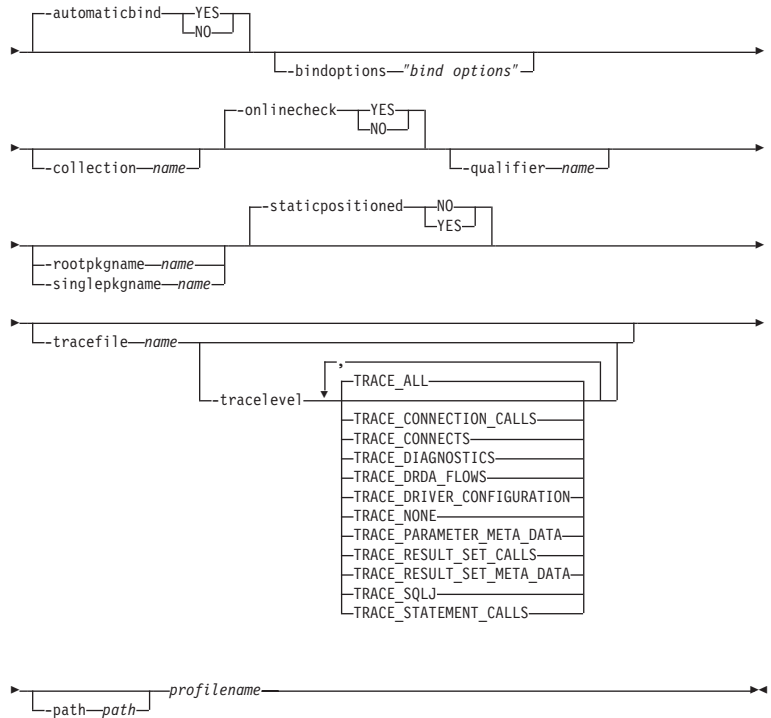 -automaticbind YES
NO
-bindoptions "bind options"
-onlinecheck YES
NO
-collection name
-qualifier name
-staticpositioned NO
YES
-rootpkgname name
-singlepkgname name
-tracefile name
,
-tracelevel
TRACE_ALL
TRACE_CONNECTION_CALLS
TRACE_CONNECTS
TRACE_DIAGNOSTICS
TRACE_DRDA_FLOWS
TRACE_DRIVER_CONFIGURATION
TRACE_NONE
TRACE_PARAMETER_META_DATA
TRACE_RESULT_SET_CALLS
TRACE_RESULT_SET_META_DATA
TRACE_SQLJ
TRACE_STATEMENT_CALLS
profilename
-path path